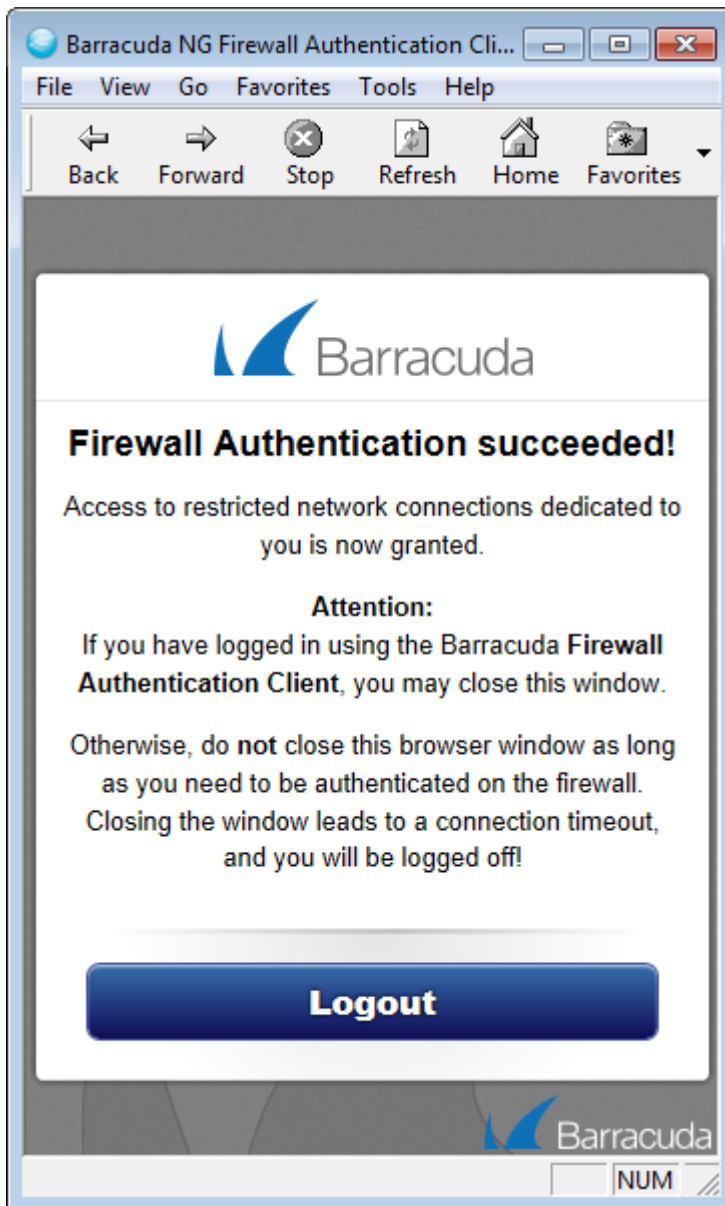 Barracuda NG Firewall Authentication Cli...
File View Go Favorites Tools Help
Back Forward Stop Refresh Home Favorites
Barracuda
Firewall Authentication succeeded!
Access to restricted network connections dedicated to
you is now granted.
Attention:
If you have logged in using the Barracuda Firewall
Authentication Client, you may close this window.
Otherwise, do not close this browser window as long
as you need to be authenticated on the firewall.
Closing the window leads to a connection timeout,
and you will be logged off!
Logout
Barracuda
NUM